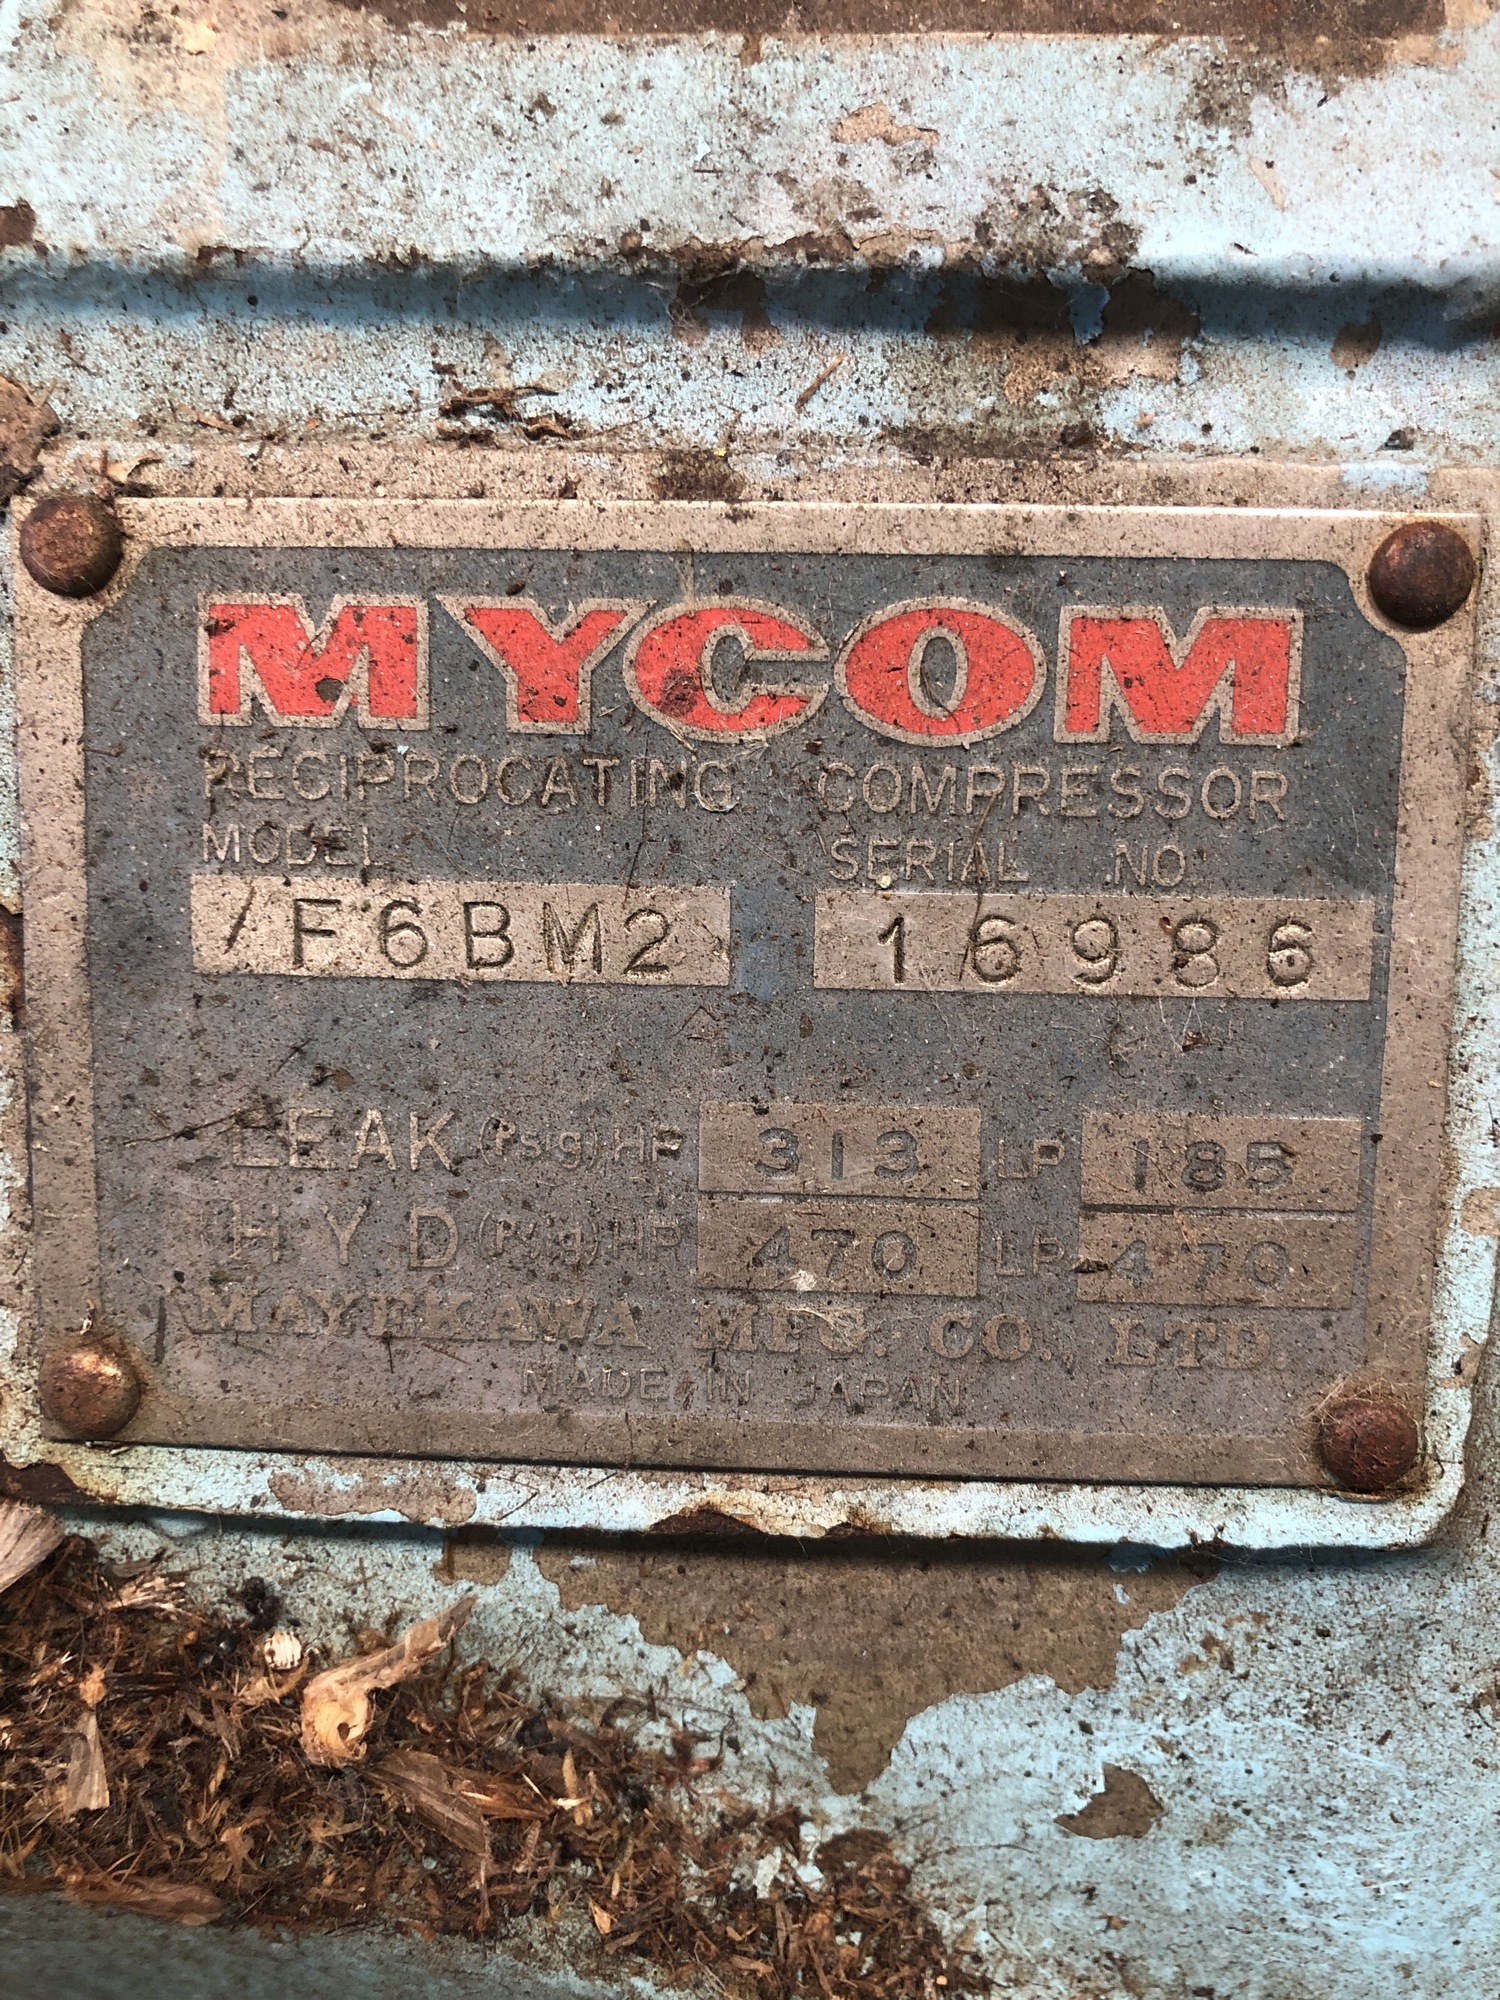 MYCOM
RECIPROCATING COMPRESSOR
MODEL SERIAL NO
/F6BM2 16986
LEAK (Psig) HP 313 LP 185
HYD (Psig) HP 470 LP 470
MAYEKAWA MFG. CO., LTD.
MADE IN JAPAN